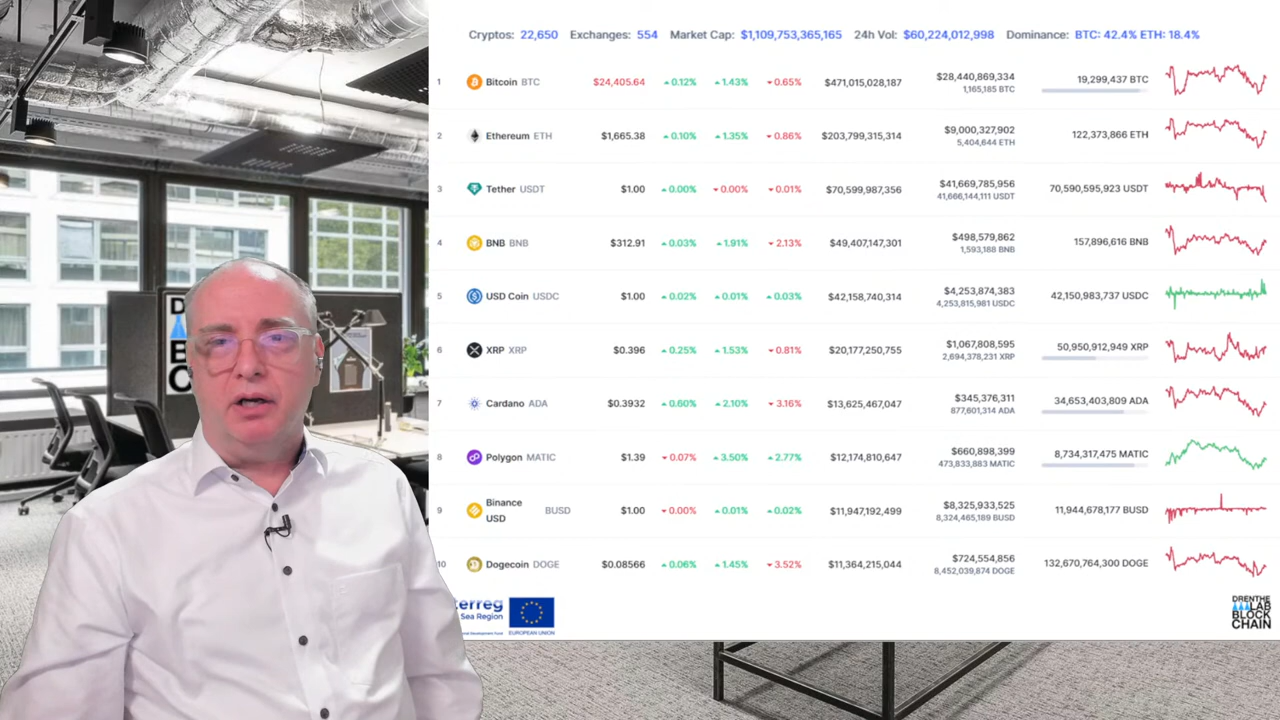 Cryptos: 22,650 Exchanges: 554 Market Cap: $1,109,753,365,165 24h Vol: $60,224,012,998 Dominance: BTC: 42.4% ETH: 18.4%
1 Bitcoin BTC $24,405.64 0.12% 1.43% 0.65% $471,015,028,187 $28,440,869,334 19,299,437 BTC
1,165,185 BTC
2 Ethereum ETH $1,665.38 0.10% 1.35% 0.86% $203,799,315,314 $9,000,327,902 122,373,866 ETH
5,404,644 ETH
3 Tether USDT $1.00 0.00% 0.00% 0.01% $70,599,987,356 $41,669,785,956 70,590,595,923 USDT
41,666,144,111 USDT
4 BNB BNB $312.91 0.03% 1.91% 2.13% $49,407,147,301 $498,579,862 157,896,616 BNB
1,593,188 BNB
5 USD Coin USDC $1.00 0.02% 0.01% 0.03% $42,158,740,314 $4,253,874,383 42,150,983,737 USDC
4,253,815,981 USDC
6 XRP XRP $0.396 0.25% 1.53% 0.81% $20,177,250,755 $1,067,808,595 50,950,912,949 XRP
2,694,378,231 XRP
7 Cardano ADA $0.3932 0.60% 2.10% 3.16% $13,625,467,047 $345,376,311 34,653,403,809 ADA
877,601,314 ADA
8 Polygon MATIC $1.39 0.07% 3.50% 2.77% $12,174,810,647 $660,898,399 8,734,317,475 MATIC
473,833,883 MATIC
9 Binance USD BUSD $1.00 0.00% 0.01% 0.02% $11,947,192,499 $8,325,933,525 11,944,678,177 BUSD
8,324,465,189 BUSD
10 Dogecoin DOGE $0.08566 0.06% 1.45% 3.52% $11,364,215,044 $724,554,856 132,670,764,300 DOGE
8,452,039,874 DOGE
terreg
Sea Region
EUROPEAN UNION
DRENTHE
LAB
BLOCK
CHAIN
D
B
C